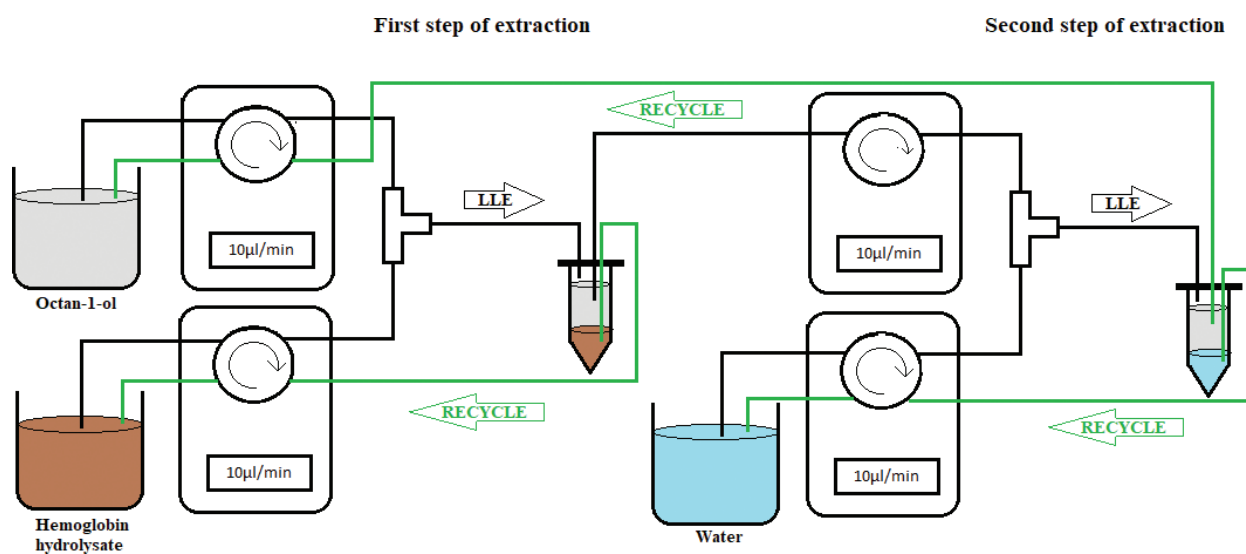 First step of extraction
Second step of extraction
RECYCLE
LLE
LLE
10µl/min
10µl/min
Octan-1-ol
RECYCLE
RECYCLE
10µl/min
10µl/min
Hemoglobin
hydrolysate
Water